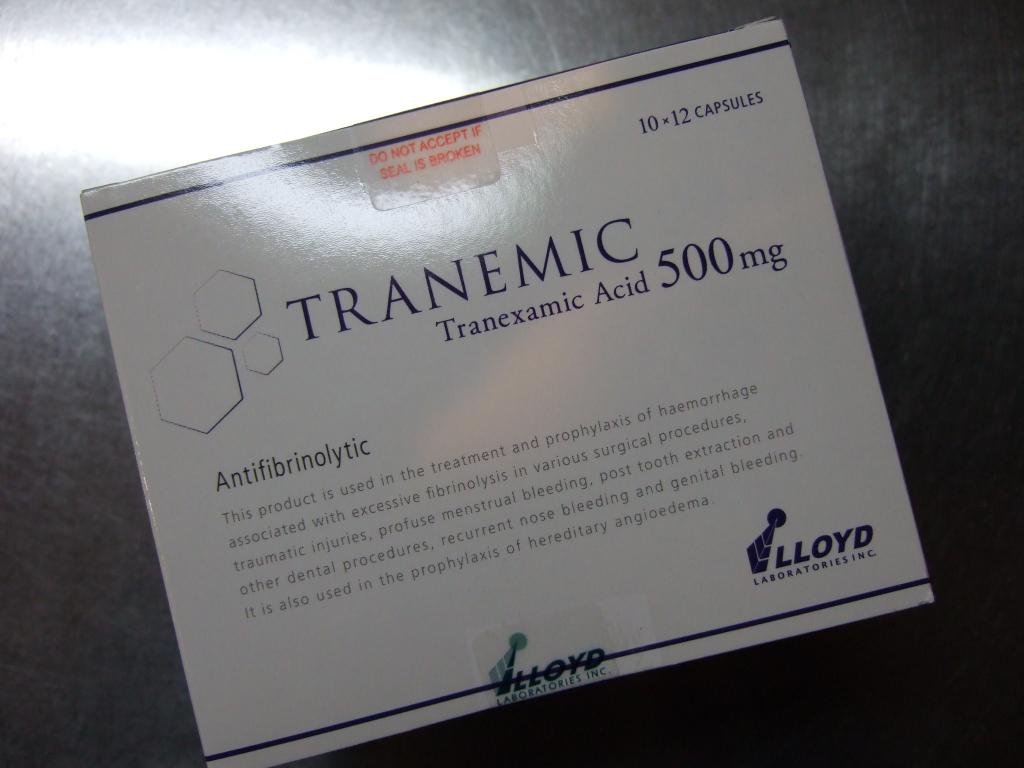 10 × 12 CAPSULES
DO NOT ACCEPT IF
SEAL IS BROKEN
TRANEMIC
Tranexamic Acid 500 mg
Antifibrinolytic
This product is used in the treatment and prophylaxis of haemorrhage
associated with excessive fibrinolysis in various surgical procedures,
traumatic injuries, profuse menstrual bleeding, post tooth extraction and
other dental procedures, recurrent nose bleeding and genital bleeding.
It is also used in the prophylaxis of hereditary angioedema.
LLOYD
LABORATORIES INC.
LLOYD
LABORATORIES INC.